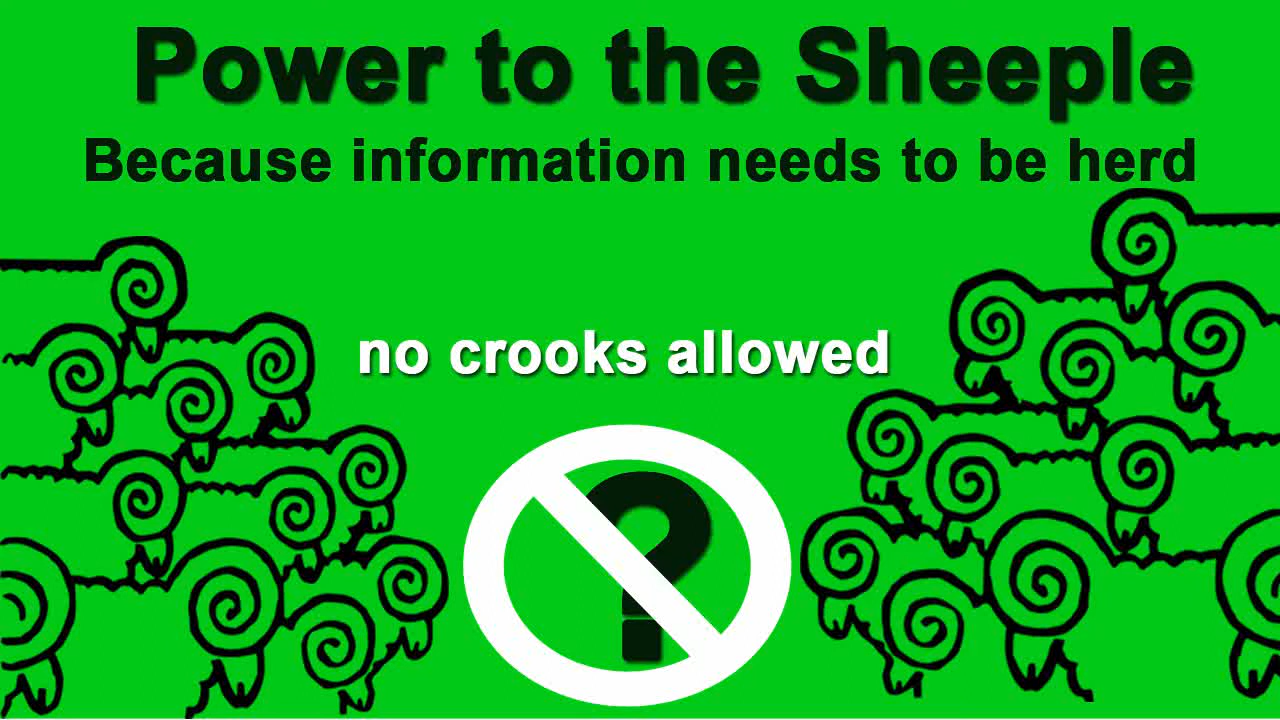 Power to the Sheeple
Because information needs to be herd
no crooks allowed
?